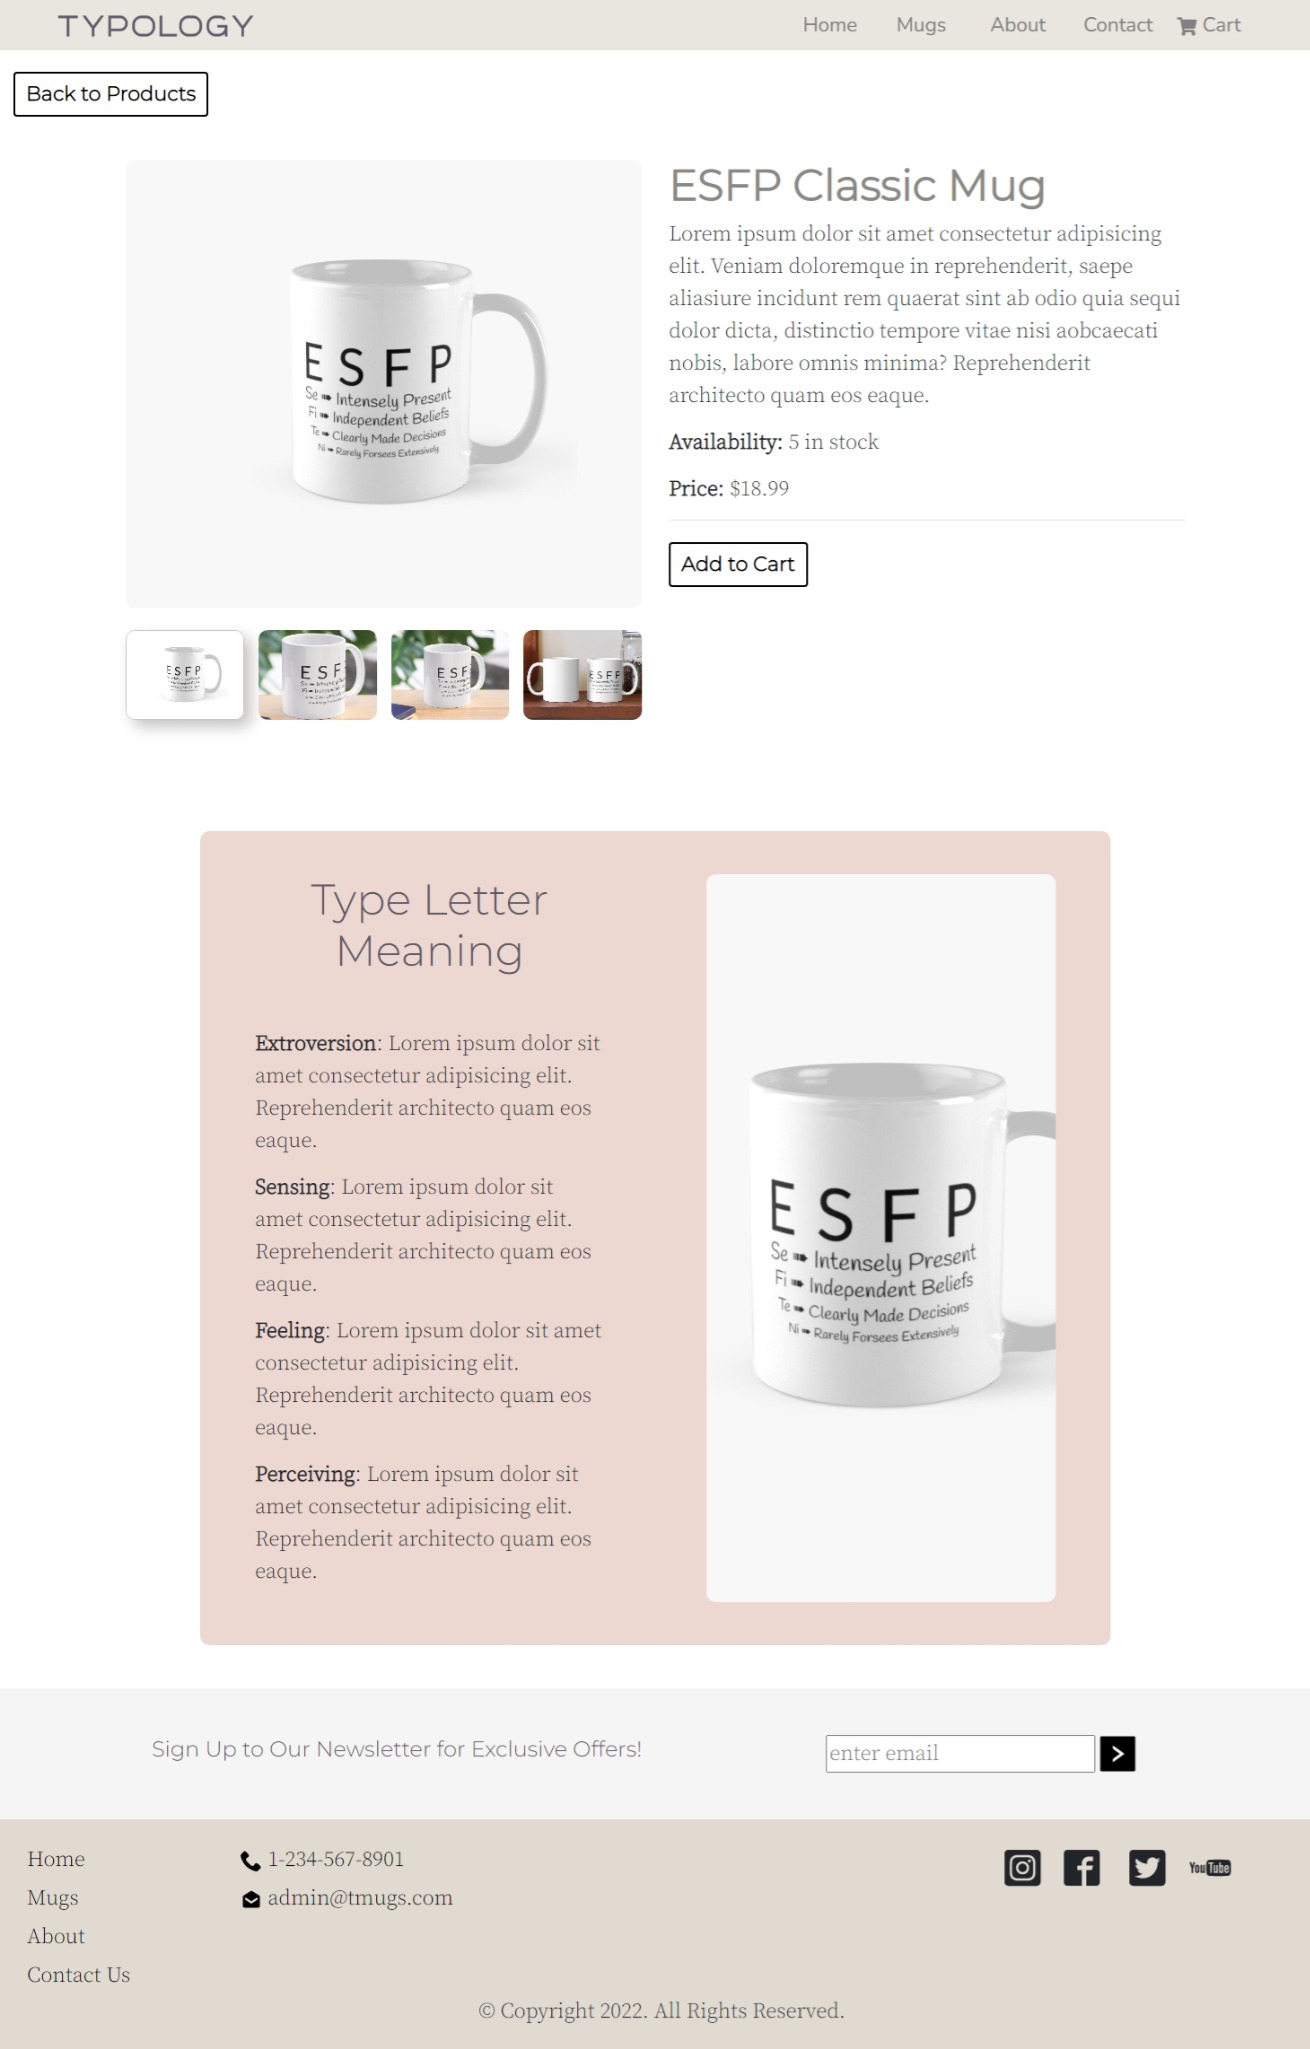 TYPOLOGY
Home Mugs About Contact Cart
Back to Products
ESFP Classic Mug
Lorem ipsum dolor sit amet consectetur adipisicing
elit. Veniam doloremque in reprehenderit, saepe
aliasiure incidunt rem quaerat sint ab odio quia sequi
dolor dicta, distinctio tempore vitae nisi aobcaecati
nobis, labore omnis minima? Reprehenderit
architecto quam eos eaque.
Availability: 5 in stock
Price: $18.99
Add to Cart
ESFP
Se ➠ Intensely Present
Fi ➠ Independent Beliefs
Te ➠ Clearly Made Decisions
Ni ➠ Rarely Forsees Extensively
ESFP
ESF
ESF
ESFP
Type Letter
Meaning
Extroversion: Lorem ipsum dolor sit
amet consectetur adipisicing elit.
Reprehenderit architecto quam eos
eaque.
Sensing: Lorem ipsum dolor sit
amet consectetur adipisicing elit.
Reprehenderit architecto quam eos
eaque.
Feeling: Lorem ipsum dolor sit amet
consectetur adipisicing elit.
Reprehenderit architecto quam eos
eaque.
Perceiving: Lorem ipsum dolor sit
amet consectetur adipisicing elit.
Reprehenderit architecto quam eos
eaque.
ESFP
Se ➠ Intensely Present
Fi ➠ Independent Beliefs
Te ➠ Clearly Made Decisions
Ni ➠ Rarely Forsees Extensively
Sign Up to Our Newsletter for Exclusive Offers!
enter email
Home
Mugs
About
Contact Us
1-234-567-8901
admin@tmugs.com
YouTube
© Copyright 2022. All Rights Reserved.